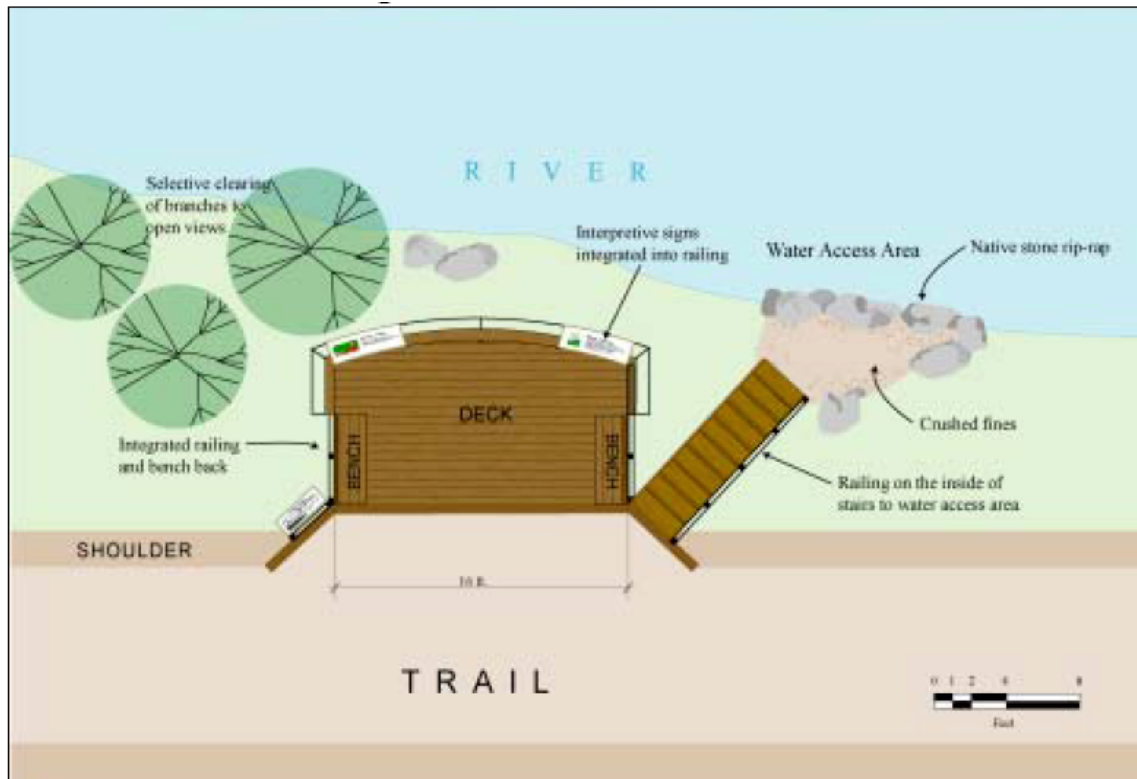 RIVER
Selective clearing
of branches to
open views
Interpretive signs
integrated into railing
Water Access Area
Native stone rip-rap
DECK
BENCH
BENCH
Crushed fines
Integrated railing
and bench back
Railing on the inside of
stairs to water access area
SHOULDER
16 ft.
TRAIL
0 1 2 4 8
Feet